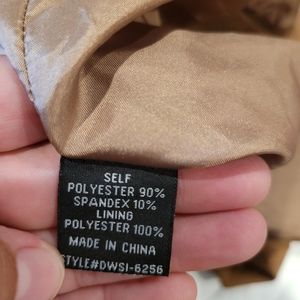 SELF
POLYESTER 90%
SPANDEX 10%
LINING
POLYESTER 100%
MADE IN CHINA
STYLE#DWSI-6256